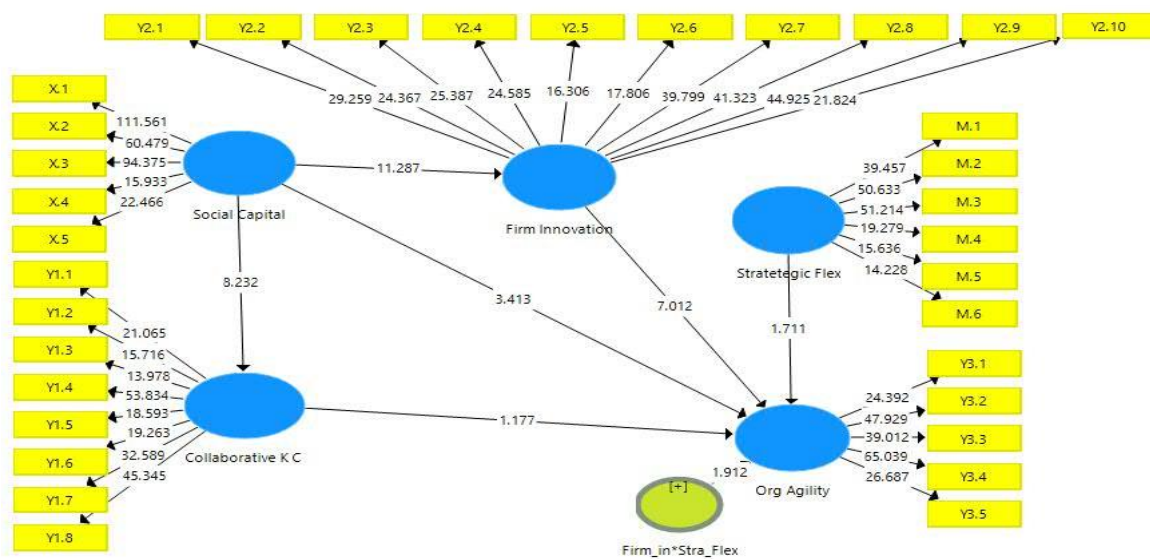 Y2.1 Y2.2 Y2.3 Y2.4 Y2.5 Y2.6 Y2.7 Y2.8 Y2.9 Y2.10
29.259 24.367 25.387 24.585 16.306 17.806 39.799 41.323 44.925 21.824
X.1
X.2
X.3
X.4
X.5
111.561
60.479
94.375
15.933
22.466
Social Capital
11.287
Firm Innovation
M.1
M.2
M.3
M.4
M.5
M.6
39.457
50.633
51.214
19.279
15.636
14.228
Stratetegic Flex
8.232
3.413
7.012
1.711
Y1.1
Y1.2
Y1.3
Y1.4
Y1.5
Y1.6
Y1.7
Y1.8
21.065
15.716
13.978
53.834
18.593
19.263
32.589
45.345
Collaborative K C
1.177
Y3.1
Y3.2
Y3.3
Y3.4
Y3.5
24.392
47.929
39.012
65.039
26.687
Org Agility
1.912
[+]
Firm_in*Stra_Flex